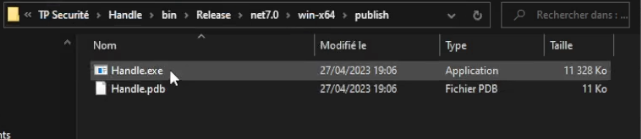 « TP Securité > Handle > bin > Release > net7.0 > win-x64 > publish
Rechercher dans : ...
Nom Modifié le Type Taille
Handle.exe 27/04/2023 19:06 Application 11 328 Ko
Handle.pdb 27/04/2023 19:06 Fichier PDB 11 Ko
nts